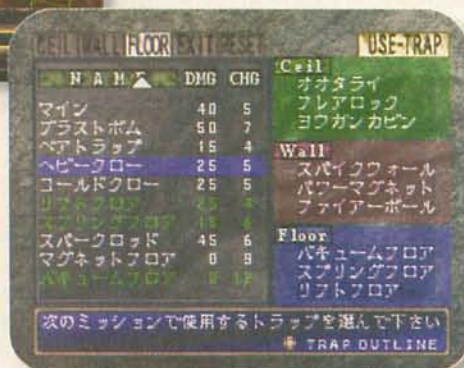 CEIL WALL FLOOR EXIT RESET
USE-TRAP
NAME DMG CHG
マイン 40 5
ブラストボム 50 7
ベアトラップ 15 4
ヘビークロー 25 5
コールドクロー 25 5
リフトフロア 25 4
スプリングフロア 15
スパークロッド 45 6
マグネットフロア 0 9
バキュームフロア 0
Ceil
オオタライ
フレアロック
ヨウガンカビン
Wall
スパイクウォール
パワーマグネット
ファイアーボール
Floor
バキュームフロア
スプリングフロア
リフトフロア
次のミッションで使用するトラップを選んで下さい
TRAP OUTLINE